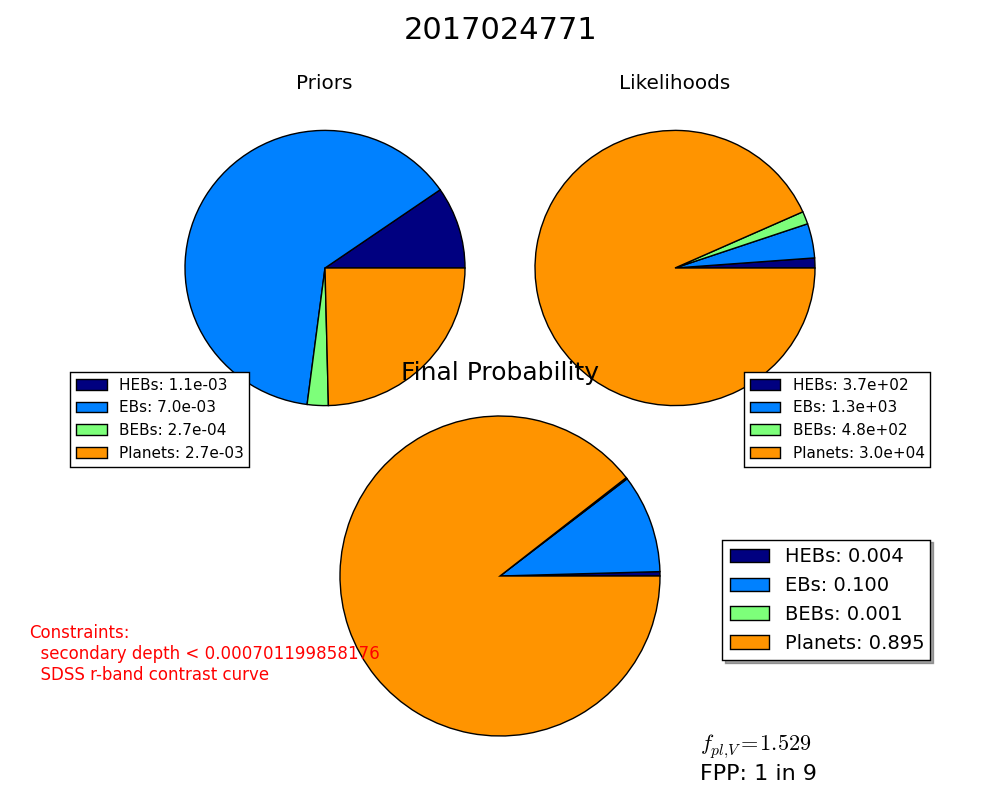 2017024771
Priors
Likelihoods
HEBs: 1.1e-03
EBs: 7.0e-03
BEBs: 2.7e-04
Planets: 2.7e-03
HEBs: 3.7e+02
EBs: 1.3e+03
BEBs: 4.8e+02
Planets: 3.0e+04
Final Probability
HEBs: 0.004
EBs: 0.100
BEBs: 0.001
Planets: 0.895
Constraints:
secondary depth < 0.000701199858176
SDSS r-band contrast curve
f_{pl,V}=1.529
FPP: 1 in 9